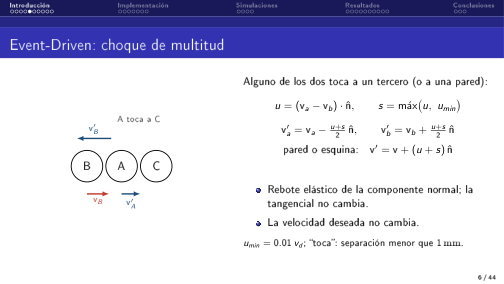 Introducción Implementación Simulaciones Resultados Conclusiones
Event-Driven: choque de multitud
A toca a C
v′_B
B A C
v_B v′_A
Alguno de los dos toca a un tercero (o a una pared):
u = (v_a − v_b) · n̂, s = máx(u, u_min)
v′_a = v_a − (u+s)/2 n̂, v′_b = v_b + (u+s)/2 n̂
pared o esquina: v′ = v + (u + s) n̂
Rebote elástico de la componente normal; la
tangencial no cambia.
La velocidad deseada no cambia.
u_min = 0.01 v_d; “toca”: separación menor que 1 mm.
6 / 44